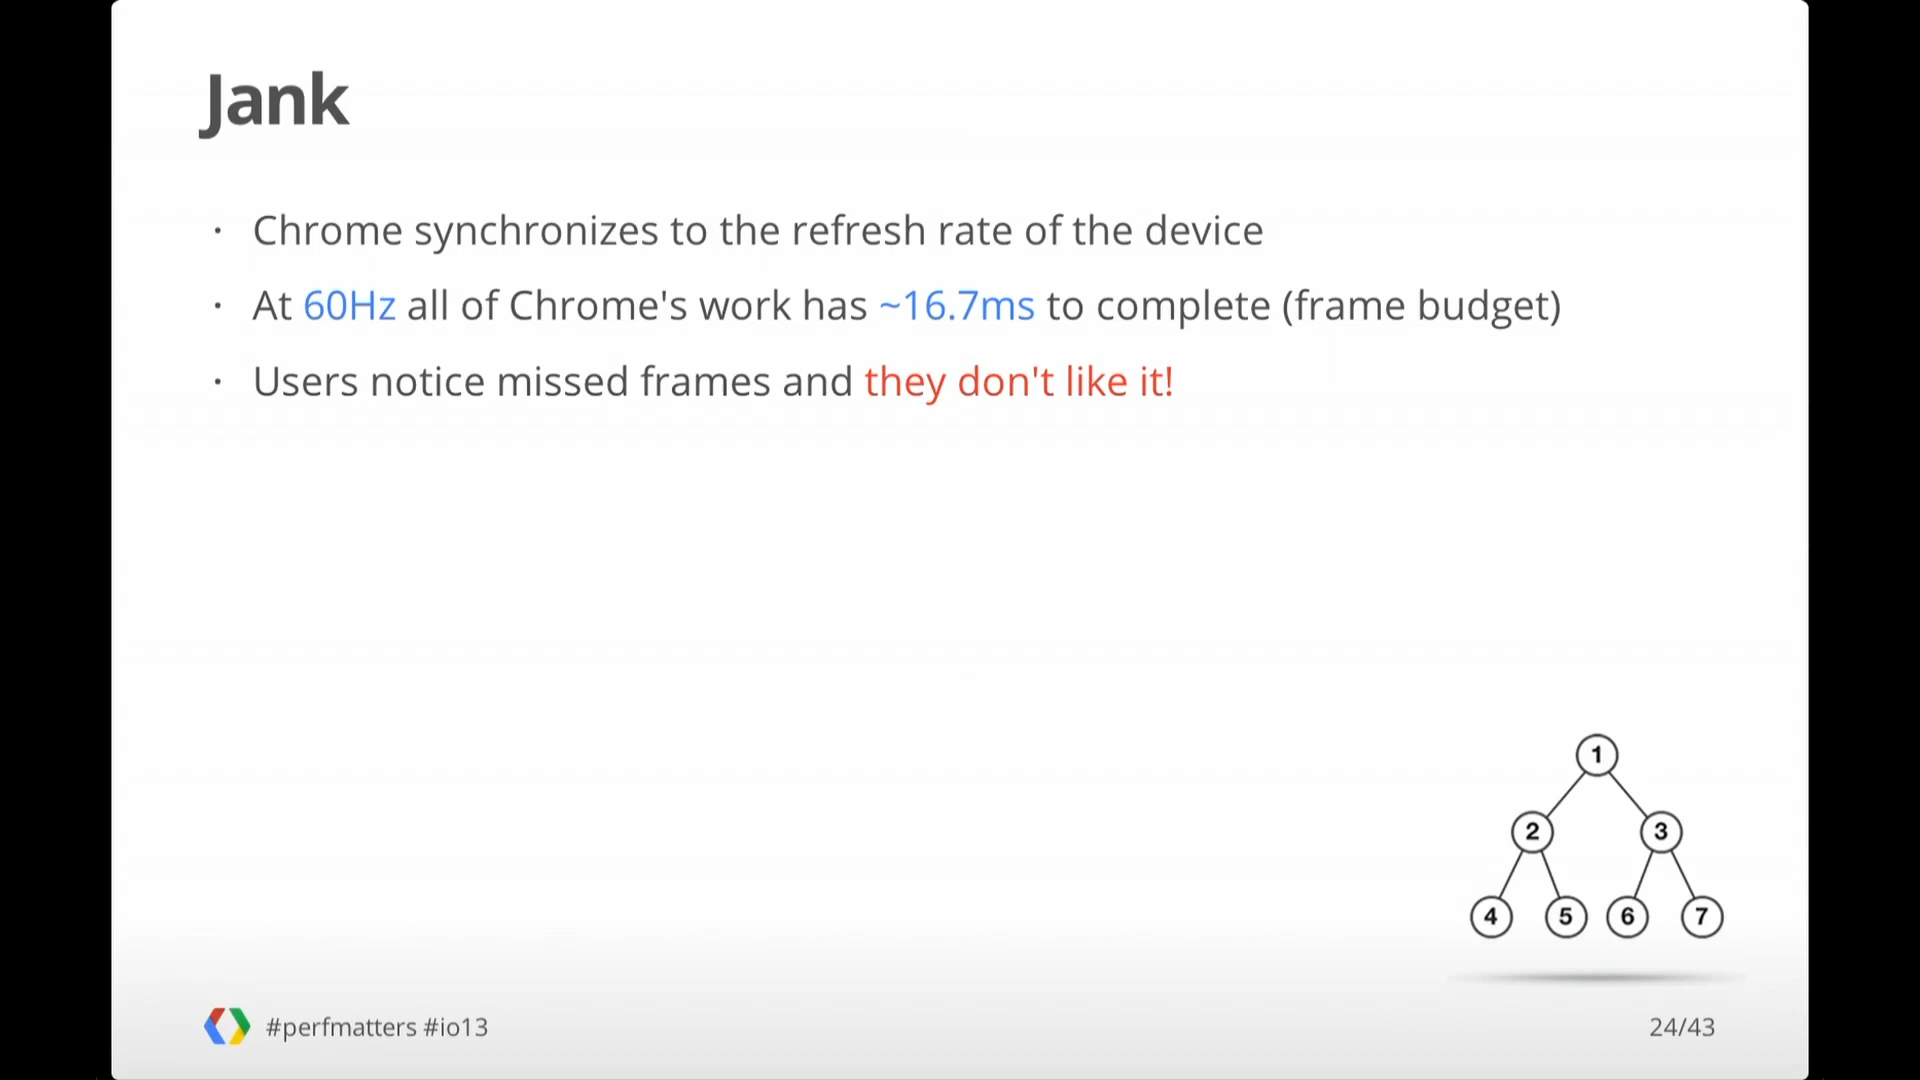 Jank
· Chrome synchronizes to the refresh rate of the device
· At 60Hz all of Chrome's work has ~16.7ms to complete (frame budget)
· Users notice missed frames and they don't like it!
1
2 3
4 5 6 7
#perfmatters #io13
24/43